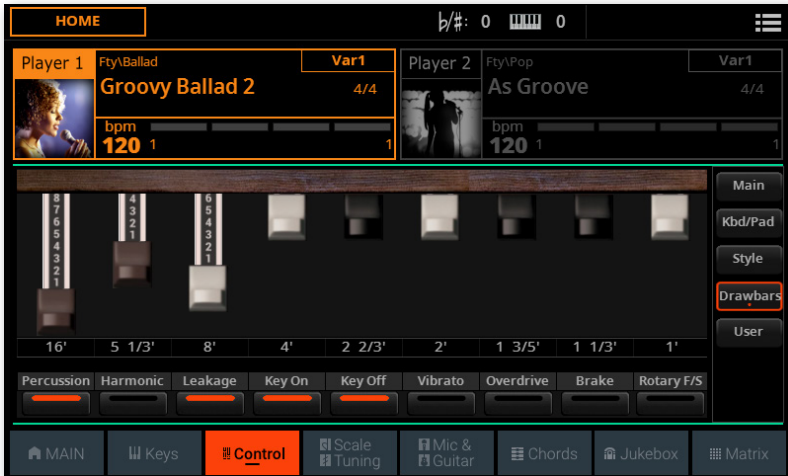 HOME
♭/#: 0 0
Player 1 Fty\Ballad Var1
Groovy Ballad 2 4/4
bpm
120 1 1
Player 2 Fty\Pop Var1
As Groove 4/4
bpm
120 1 1
8 4 6
7 3 5
6 2 4
5 1 3
4 2
3 1
2
1
Main
Kbd/Pad
Style
Drawbars
User
16' 5 1/3' 8' 4' 2 2/3' 2' 1 3/5' 1 1/3' 1'
Percussion Harmonic Leakage Key On Key Off Vibrato Overdrive Brake Rotary F/S
MAIN Keys Control Scale Tuning Mic & Guitar Chords Jukebox Matrix